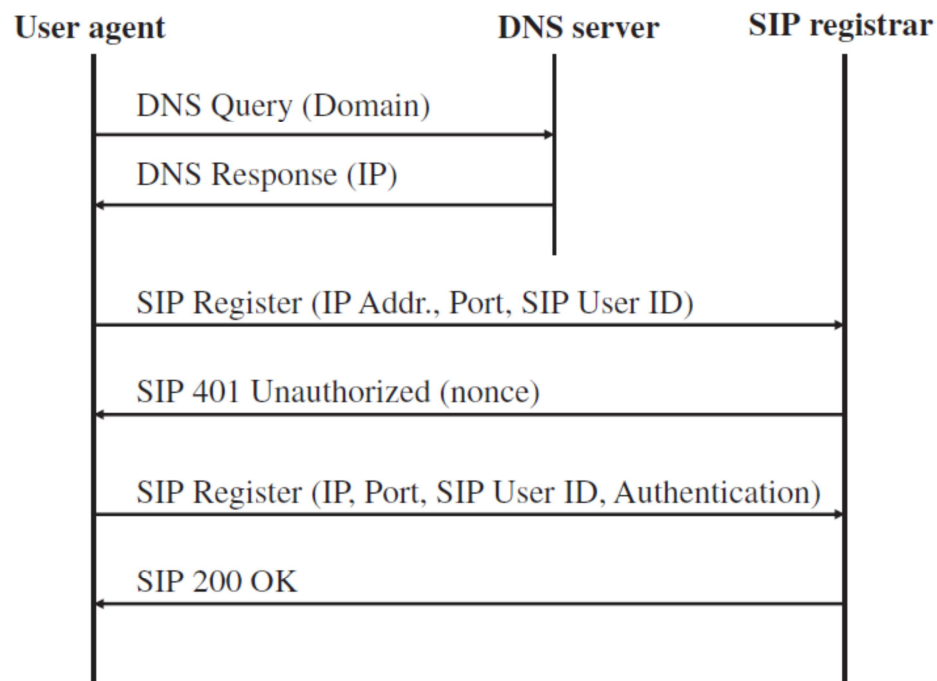 User agent
DNS server
SIP registrar
DNS Query (Domain)
DNS Response (IP)
SIP Register (IP Addr., Port, SIP User ID)
SIP 401 Unauthorized (nonce)
SIP Register (IP, Port, SIP User ID, Authentication)
SIP 200 OK